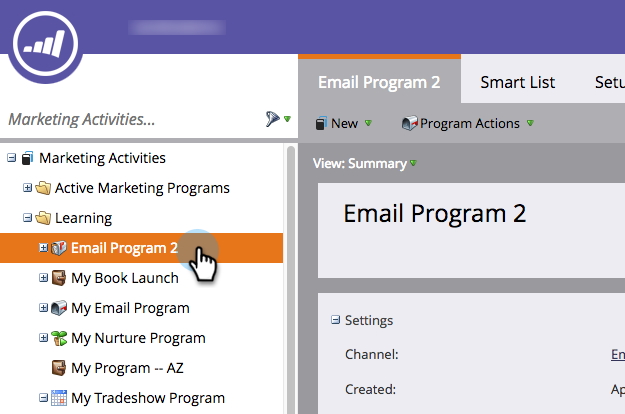 Email Program 2
Smart List
Setu
Marketing Activities...
New
Program Actions
Marketing Activities
View: Summary
Active Marketing Programs
Learning
Email Program 2
Email Program 2
My Book Launch
My Email Program
Settings
My Nurture Program
Channel:
En
My Program -- AZ
Created:
Ap
My Tradeshow Program